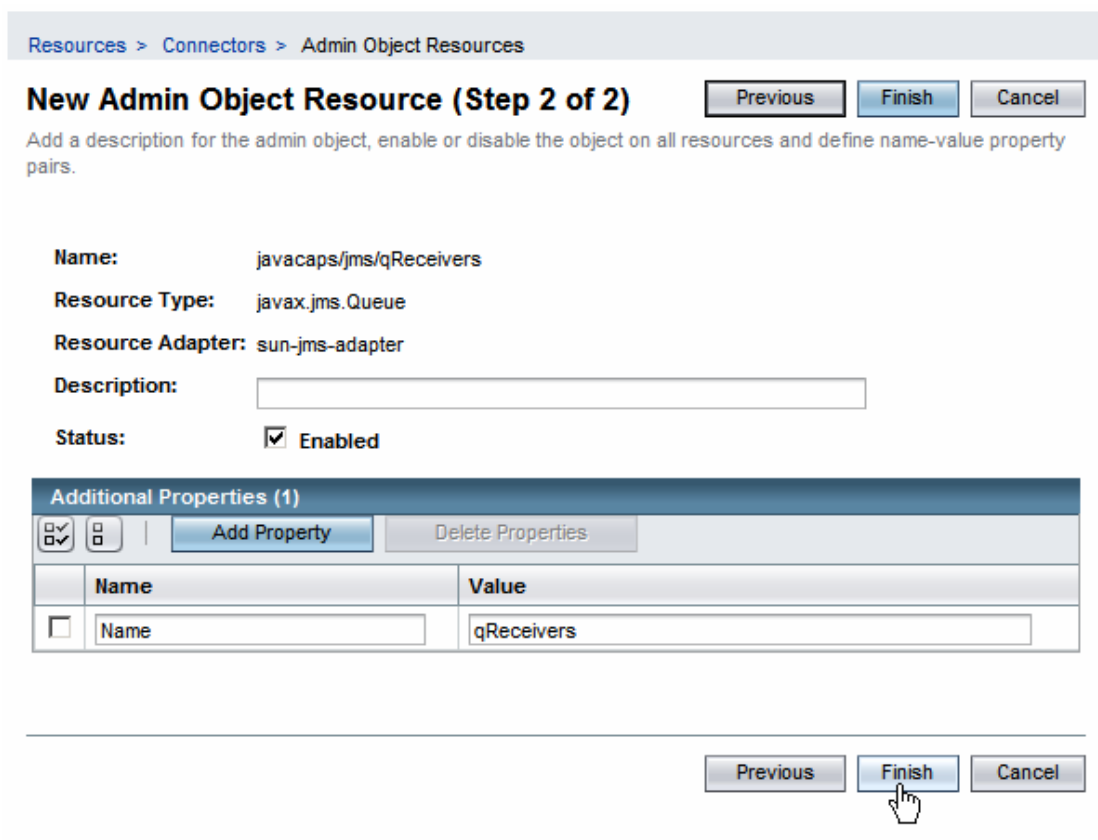 Resources > Connectors > Admin Object Resources
New Admin Object Resource (Step 2 of 2)
Previous Finish Cancel
Add a description for the admin object, enable or disable the object on all resources and define name-value property
pairs.
Name: javacaps/jms/qReceivers
Resource Type: javax.jms.Queue
Resource Adapter: sun-jms-adapter
Description:
Status: Enabled
Additional Properties (1)
Add Property Delete Properties
Name Value
Name qReceivers
Previous Finish Cancel